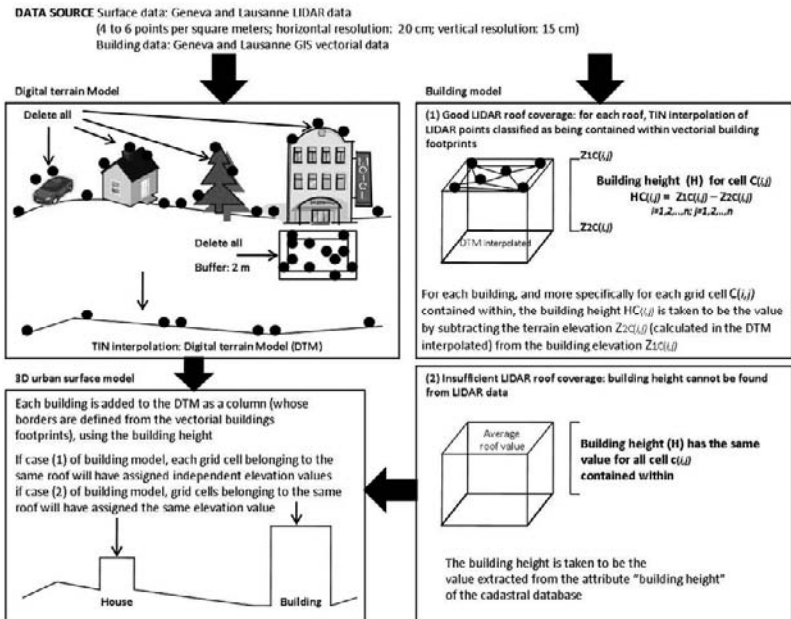 DATA SOURCE Surface data: Geneva and Lausanne LIDAR data
(4 to 6 points per square meters; horizontal resolution: 20 cm; vertical resolution: 15 cm)
Building data: Geneva and Lausanne GIS vectorial data
Digital terrain Model
Delete all
Delete all
Buffer: 2 m
TIN interpolation: Digital terrain Model (DTM)
Building model
(1) Good LIDAR roof coverage: for each roof, TIN interpolation of
LIDAR points classified as being contained within vectorial building
footprints
Z1C(i,j)
Building height (H) for cell C(i,j)
HC(i,j) = Z1C(i,j) – Z2C(i,j)
i=1,2,...,n; j=1,2,...,n
Z2C(i,j)
DTM interpolated
For each building, and more specifically for each grid cell C(i,j)
contained within, the building height HC(i,j) is taken to be the value
by subtracting the terrain elevation Z2C(i,j) (calculated in the DTM
interpolated) from the building elevation Z1C(i,j)
3D urban surface model
Each building is added to the DTM as a column (whose
borders are defined from the vectorial buildings
footprints), using the building height
If case (1) of building model, each grid cell belonging to the
same roof will have assigned independent elevation values
if case (2) of building model, grid cells belonging to the same
roof will have assigned the same elevation value
House
Building
(2) Insufficient LIDAR roof coverage: building height cannot be found
from LIDAR data
Average
roof value
Building height (H) has the same
value for all cell c(i,j)
contained within
The building height is taken to be the
value extracted from the attribute "building height"
of the cadastral database